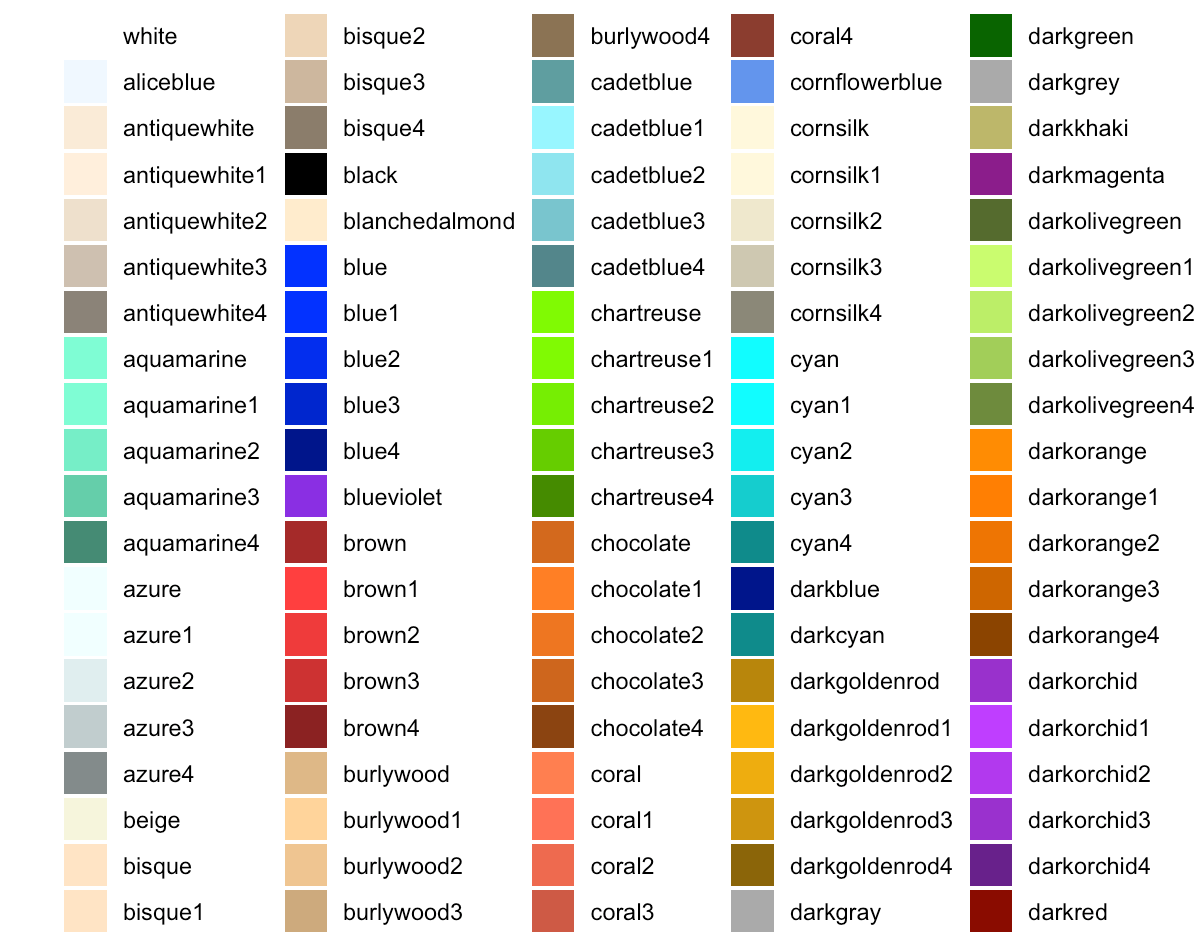 white
aliceblue
antiquewhite
antiquewhite1
antiquewhite2
antiquewhite3
antiquewhite4
aquamarine
aquamarine1
aquamarine2
aquamarine3
aquamarine4
azure
azure1
azure2
azure3
azure4
beige
bisque
bisque1
bisque2
bisque3
bisque4
black
blanchedalmond
blue
blue1
blue2
blue3
blue4
blueviolet
brown
brown1
brown2
brown3
brown4
burlywood
burlywood1
burlywood2
burlywood3
burlywood4
cadetblue
cadetblue1
cadetblue2
cadetblue3
cadetblue4
chartreuse
chartreuse1
chartreuse2
chartreuse3
chartreuse4
chocolate
chocolate1
chocolate2
chocolate3
chocolate4
coral
coral1
coral2
coral3
coral4
cornflowerblue
cornsilk
cornsilk1
cornsilk2
cornsilk3
cornsilk4
cyan
cyan1
cyan2
cyan3
cyan4
darkblue
darkcyan
darkgoldenrod
darkgoldenrod1
darkgoldenrod2
darkgoldenrod3
darkgoldenrod4
darkgray
darkgreen
darkgrey
darkkhaki
darkmagenta
darkolivegreen
darkolivegreen1
darkolivegreen2
darkolivegreen3
darkolivegreen4
darkorange
darkorange1
darkorange2
darkorange3
darkorange4
darkorchid
darkorchid1
darkorchid2
darkorchid3
darkorchid4
darkred